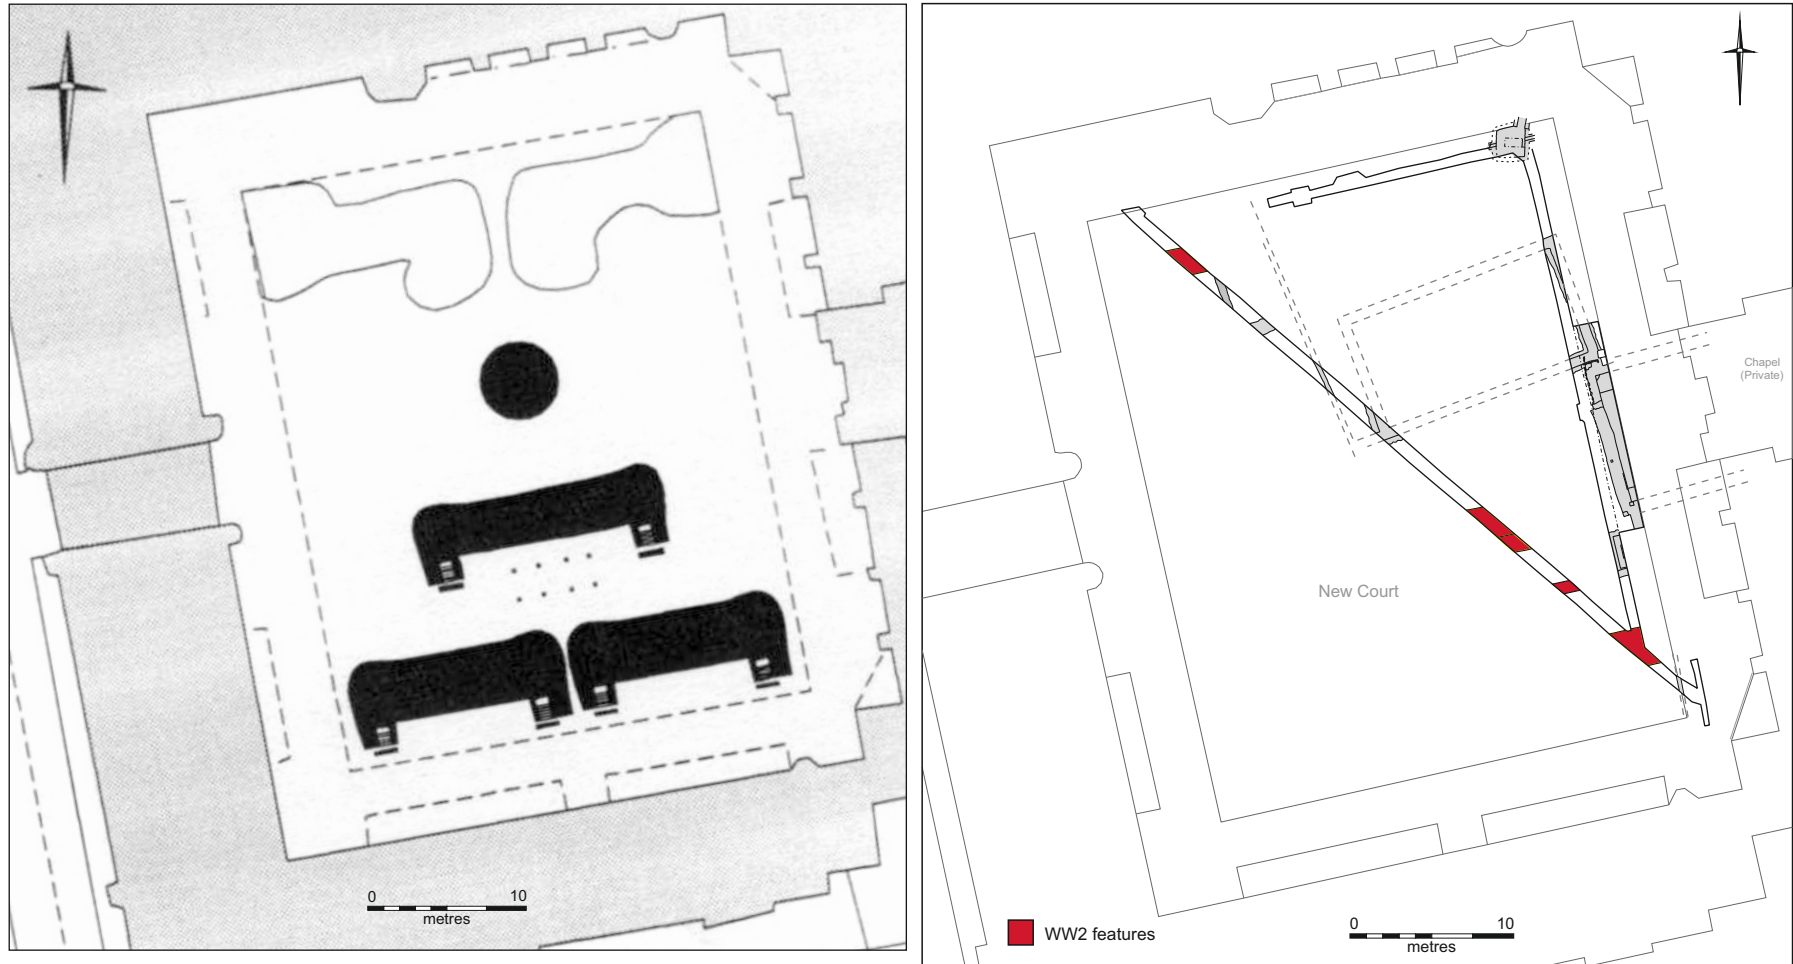 0 10
metres
Chapel
(Private)
New Court
WW2 features
0 10
metres